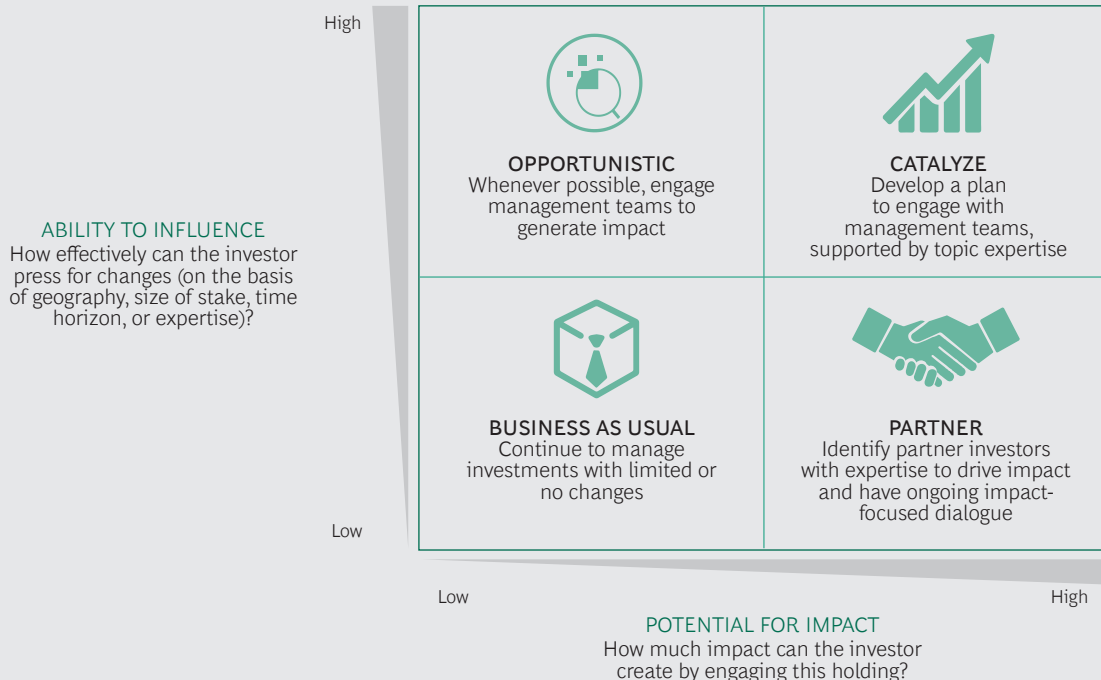 High
OPPORTUNISTIC
Whenever possible, engage
management teams to
generate impact
CATALYZE
Develop a plan
to engage with
management teams,
supported by topic expertise
ABILITY TO INFLUENCE
How effectively can the investor
press for changes (on the basis
of geography, size of stake, time
horizon, or expertise)?
BUSINESS AS USUAL
Continue to manage
investments with limited or
no changes
PARTNER
Identify partner investors
with expertise to drive impact
and have ongoing impact-
focused dialogue
Low
Low
High
POTENTIAL FOR IMPACT
How much impact can the investor
create by engaging this holding?